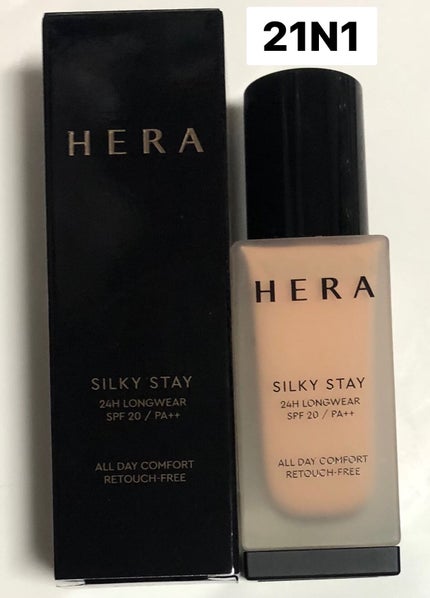 21N1
HERA
SILKY STAY
24H LONGWEAR
SPF 20 / PA++
ALL DAY COMFORT
RETOUCH-FREE
HERA
SILKY STAY
24H LONGWEAR
SPF 20 / PA++
ALL DAY COMFORT
RETOUCH-FREE